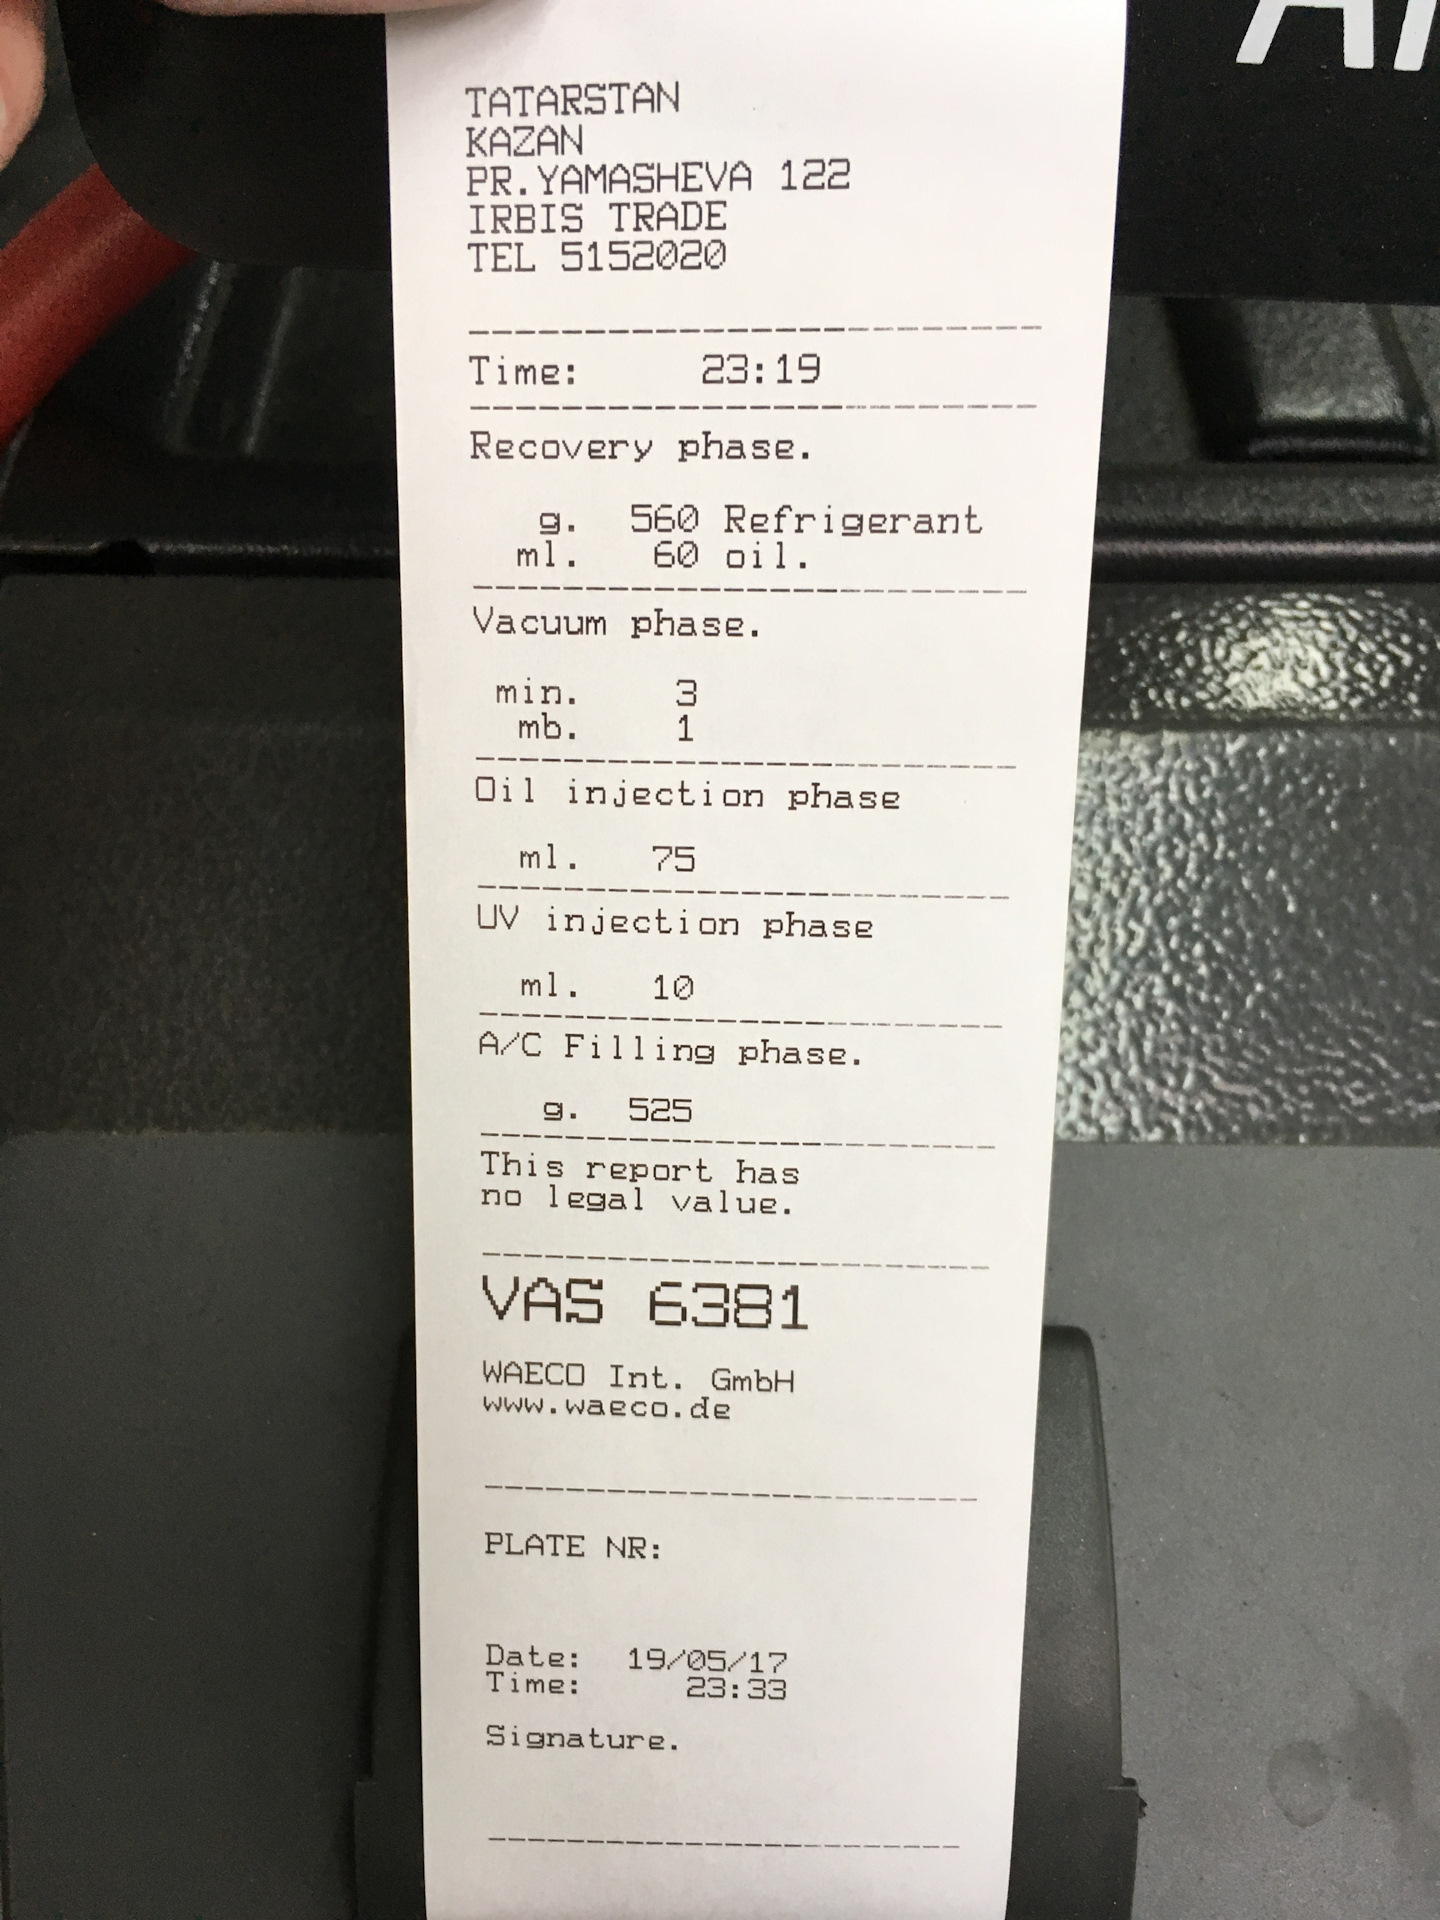 TATARSTAN
KAZAN
PR.YAMASHEVA 122
IRBIS TRADE
TEL 5152020
Time: 23:19
Recovery phase.
g. 560 Refrigerant
ml. 60 oil.
Vacuum phase.
min. 3
mb. 1
Oil injection phase
ml. 75
UV injection phase
ml. 10
A/C Filling phase.
g. 525
This report has
no legal value.
VAS 6381
WAECO Int. GmbH
www.waeco.de
PLATE NR:
Date: 19/05/17
Time: 23:33
Signature.